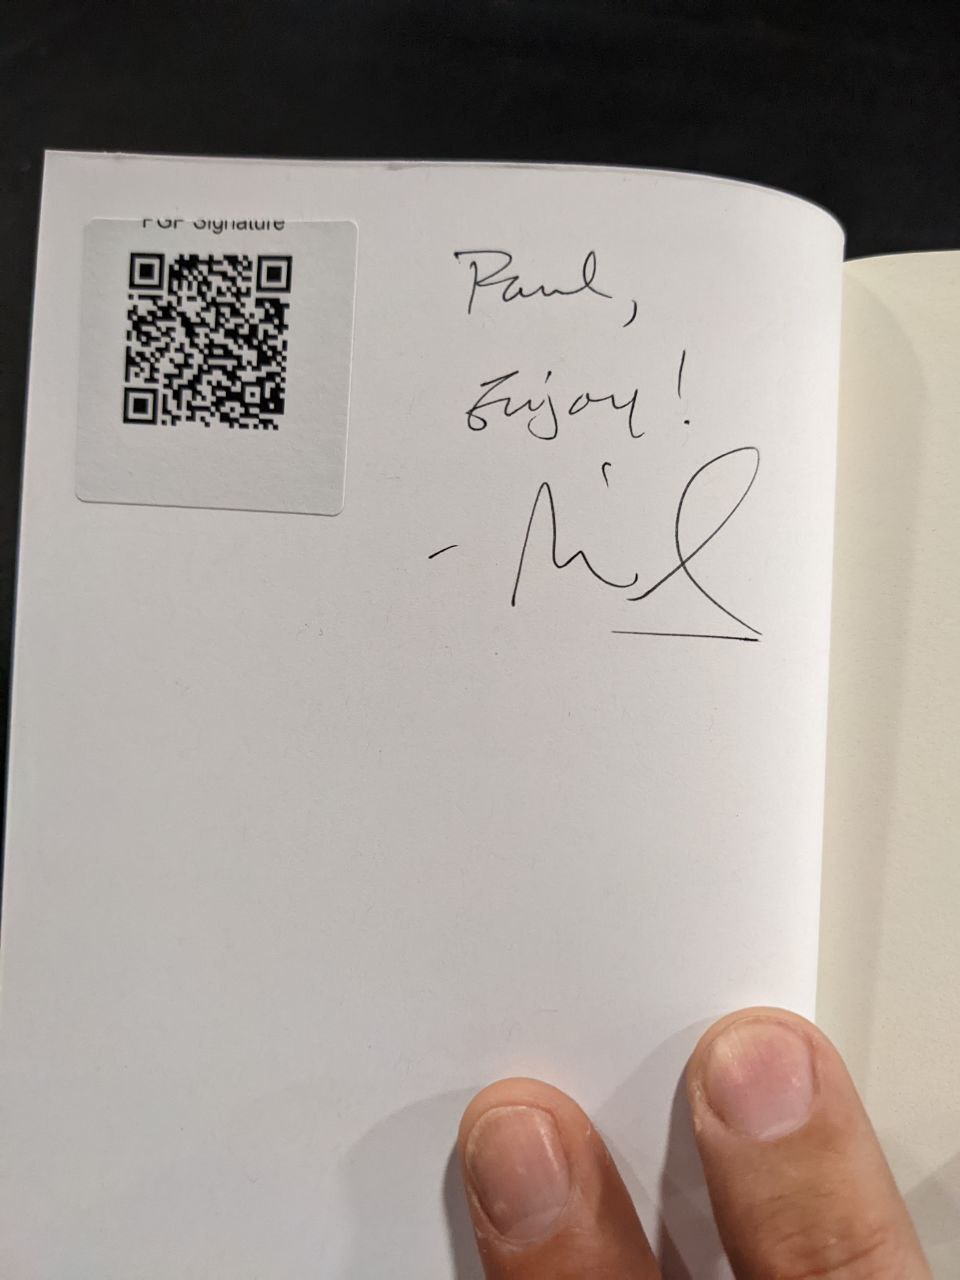 PGP Signature
Paul,
Enjoy!